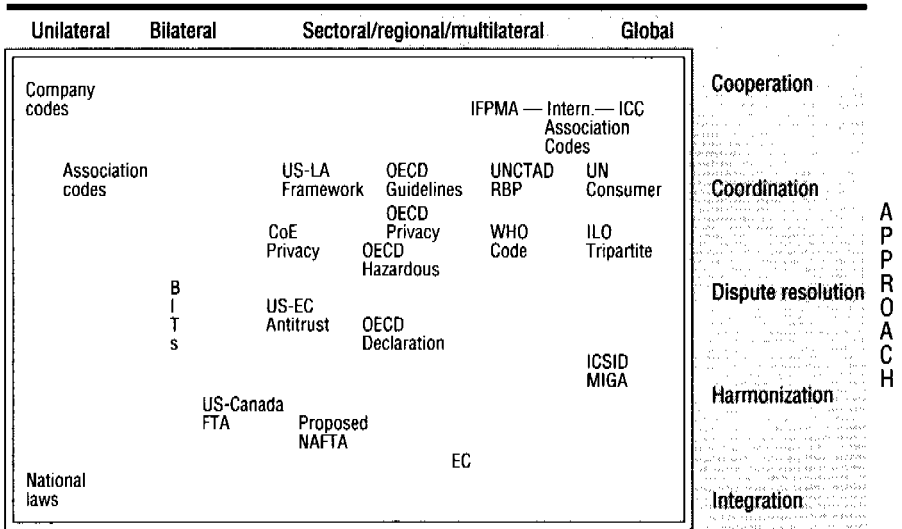 Unilateral Bilateral Sectoral/regional/multilateral Global
Company
codes
Cooperation
IFPMA — Intern.— ICC
Association
Codes
Association
codes
US-LA
Framework
OECD
Guidelines
UNCTAD
RBP
UN
Consumer
Coordination
CoE
Privacy
OECD
Privacy
OECD
Hazardous
WHO
Code
ILO
Tripartite
B
I
T
s
US-EC
Antitrust
OECD
Declaration
Dispute resolution
ICSID
MIGA
Harmonization
US-Canada
FTA
Proposed
NAFTA
EC
National
laws
Integration
A
P
P
R
O
A
C
H